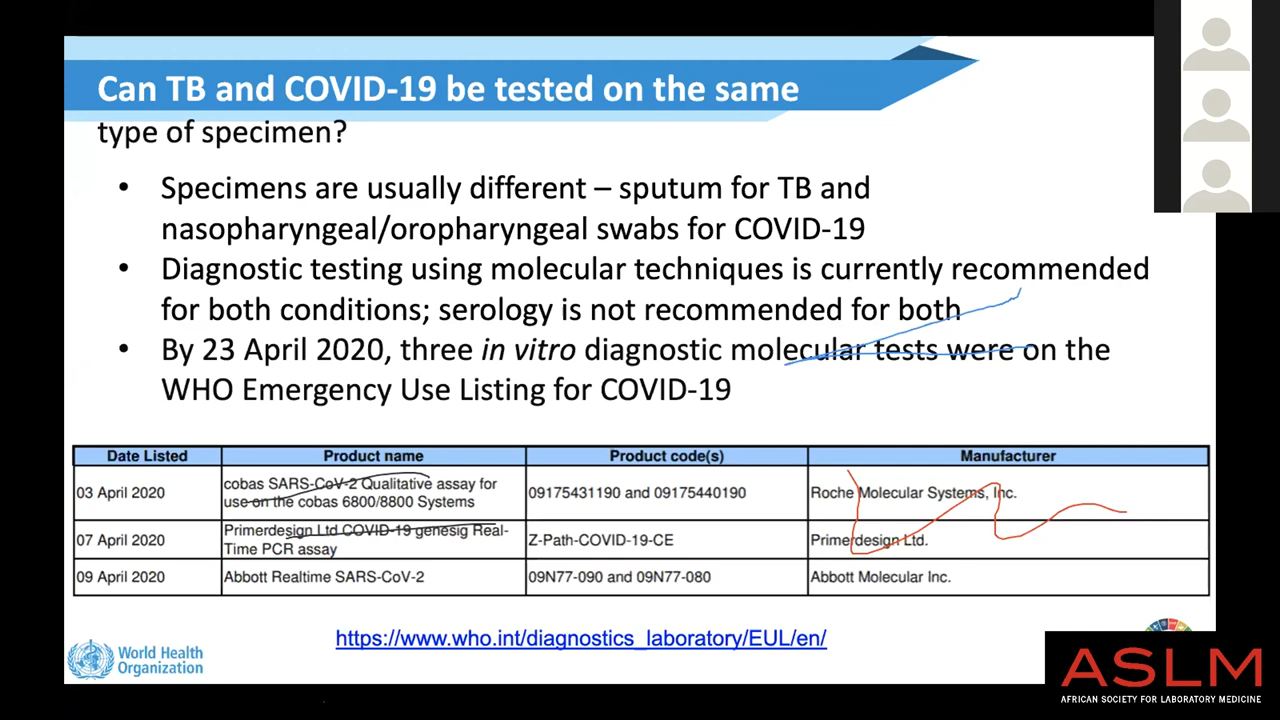 Can TB and COVID-19 be tested on the same
type of specimen?
• Specimens are usually different – sputum for TB and
nasopharyngeal/oropharyngeal swabs for COVID-19
• Diagnostic testing using molecular techniques is currently recommended
for both conditions; serology is not recommended for both
• By 23 April 2020, three in vitro diagnostic molecular tests were on the
WHO Emergency Use Listing for COVID-19
Date Listed Product name Product code(s) Manufacturer
03 April 2020 cobas SARS-CoV-2 Qualitative assay for
use on the cobas 6800/8800 Systems 09175431190 and 09175440190 Roche Molecular Systems, Inc.
07 April 2020 Primerdesign Ltd COVID-19 genesig Real-
Time PCR assay Z-Path-COVID-19-CE Primerdesign Ltd.
09 April 2020 Abbott Realtime SARS-CoV-2 09N77-090 and 09N77-080 Abbott Molecular Inc.
https://www.who.int/diagnostics_laboratory/EUL/en/
World Health
Organization
ASLM
AFRICAN SOCIETY FOR LABORATORY MEDICINE